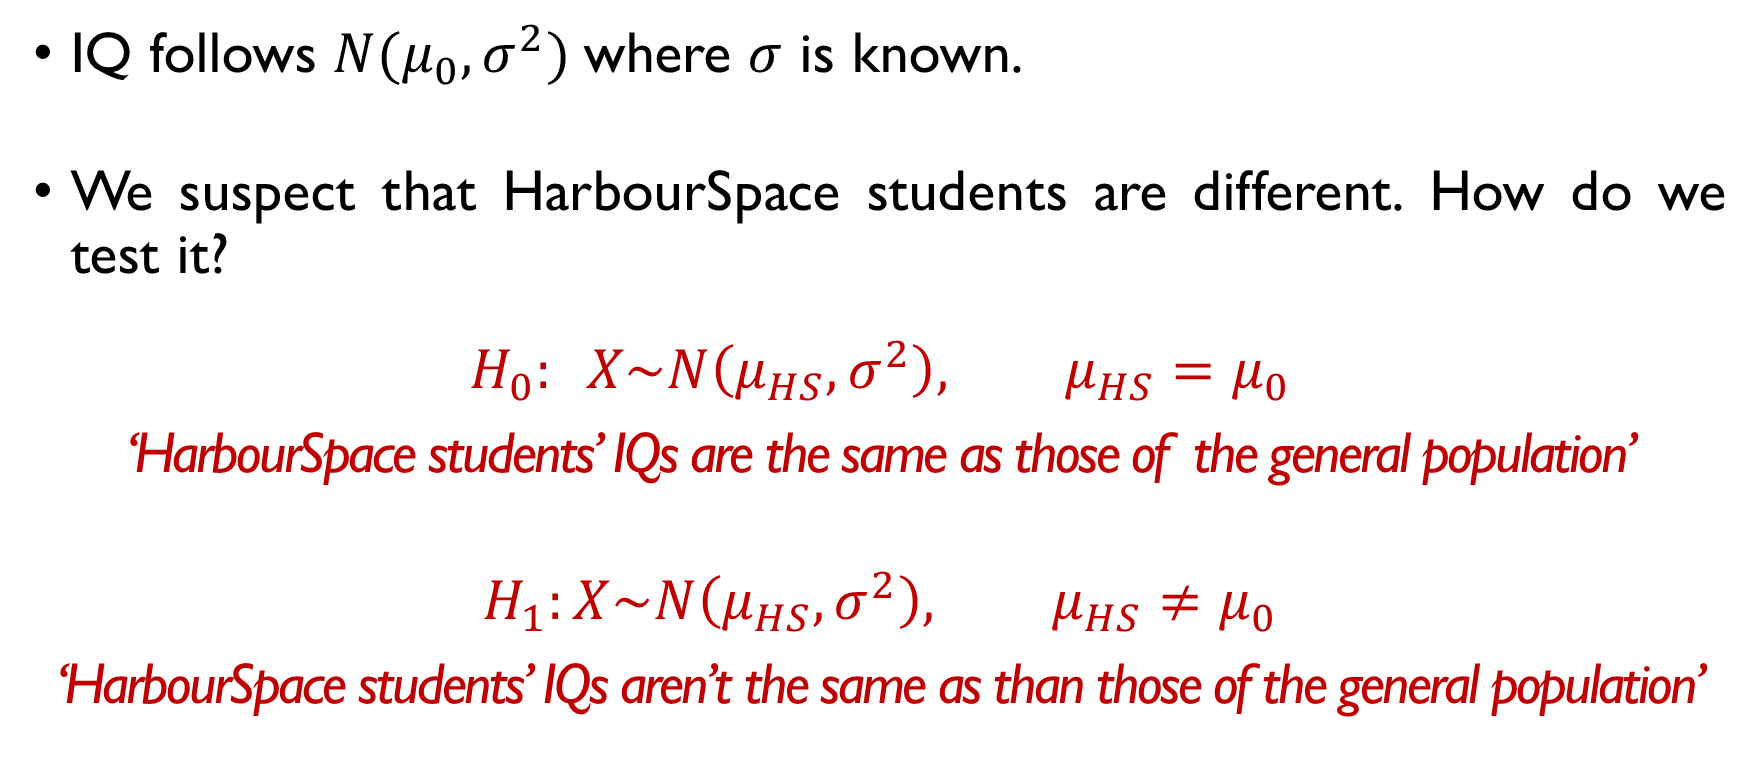 • IQ follows N(μ₀, σ²) where σ is known.
• We suspect that HarbourSpace students are different. How do we
test it?
H₀: X~N(μ_HS, σ²), μ_HS = μ₀
‘HarbourSpace students’ IQs are the same as those of the general population’
H₁: X~N(μ_HS, σ²), μ_HS ≠ μ₀
‘HarbourSpace students’ IQs aren’t the same as than those of the general population’